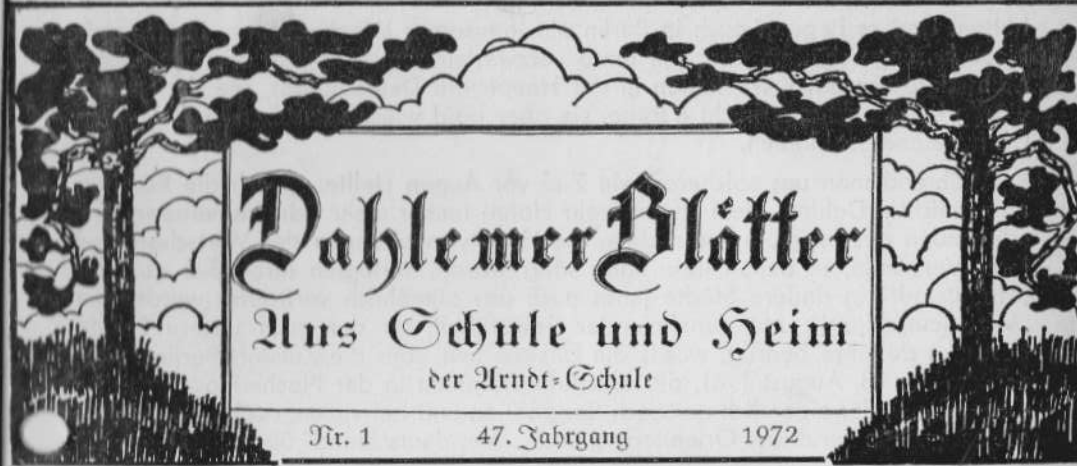 Dahlemer Blätter
Aus Schule und Heim
der Arndt-Schule
Nr. 1 47. Jahrgang 1972